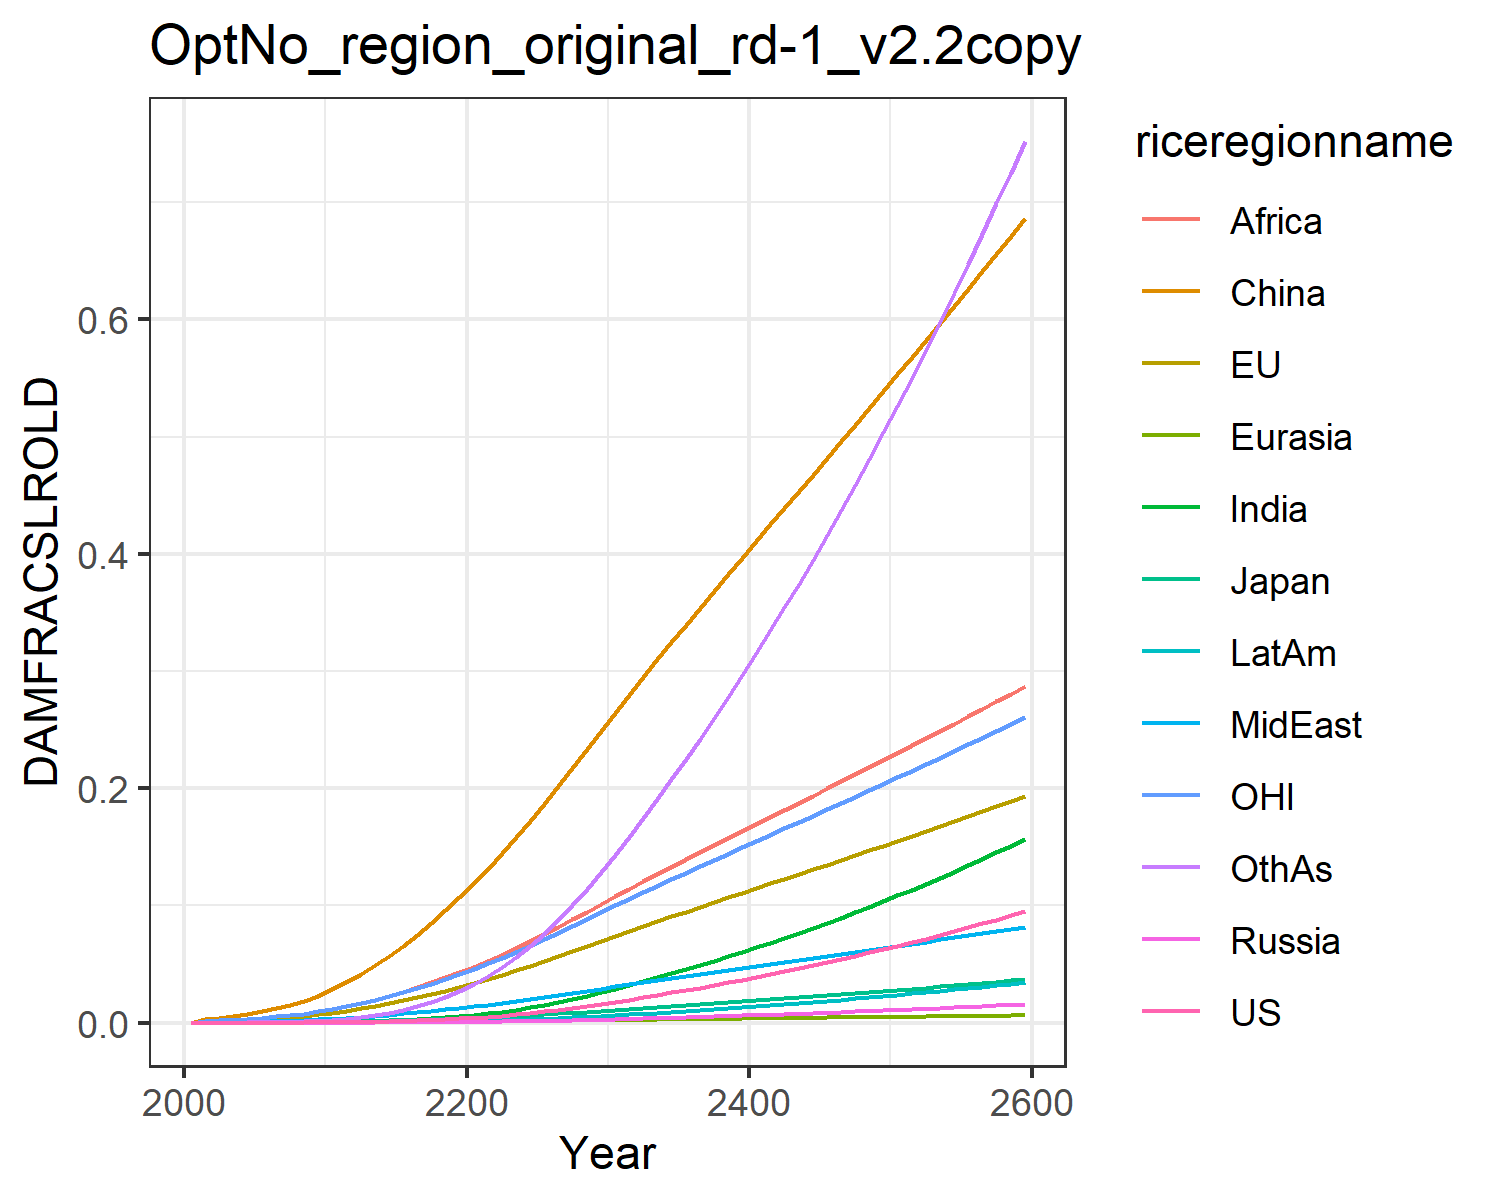 OptNo_region_original_rd-1_v2.2copy
DAMFRACSLROLD
0.6
0.4
0.2
0.0
2000
2200
2400
2600
Year
riceregionname
Africa
China
EU
Eurasia
India
Japan
LatAm
MidEast
OHI
OthAs
Russia
US